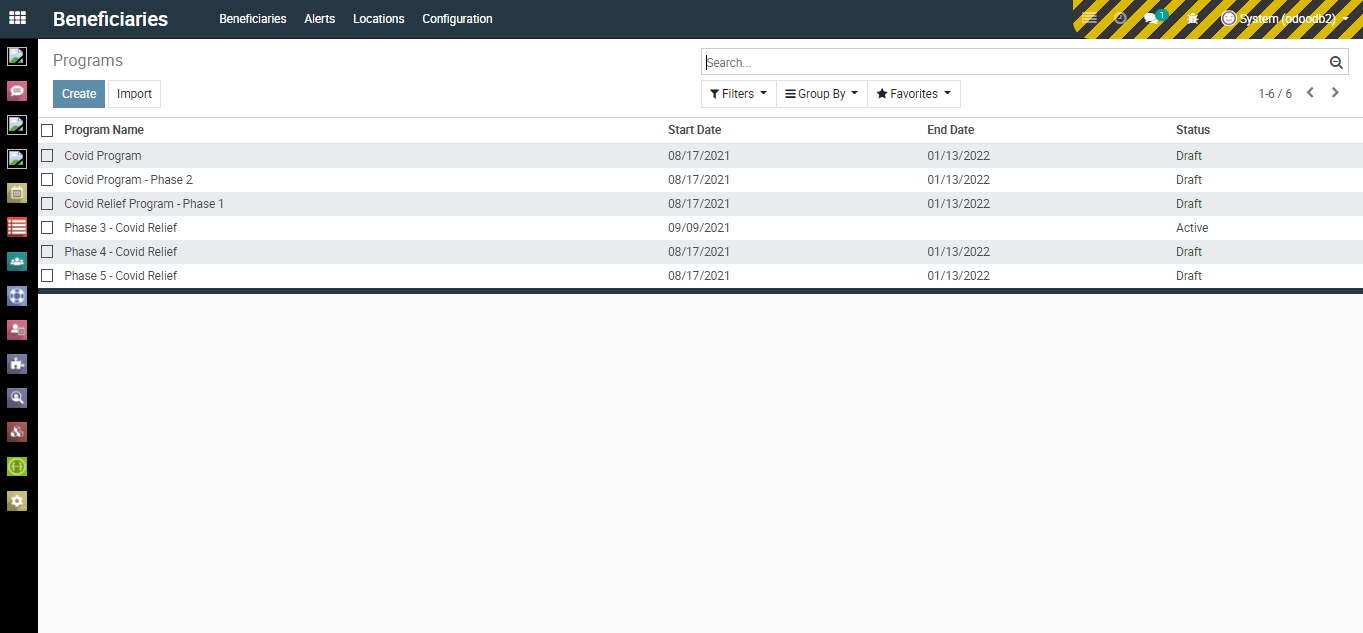 Beneficiaries Beneficiaries Alerts Locations Configuration 1 System (odoodb2)
Programs
Search...
Create Import Filters Group By Favorites 1-6 / 6
Program Name Start Date End Date Status
Covid Program 08/17/2021 01/13/2022 Draft
Covid Program - Phase 2 08/17/2021 01/13/2022 Draft
Covid Relief Program - Phase 1 08/17/2021 01/13/2022 Draft
Phase 3 - Covid Relief 09/09/2021 Active
Phase 4 - Covid Relief 08/17/2021 01/13/2022 Draft
Phase 5 - Covid Relief 08/17/2021 01/13/2022 Draft